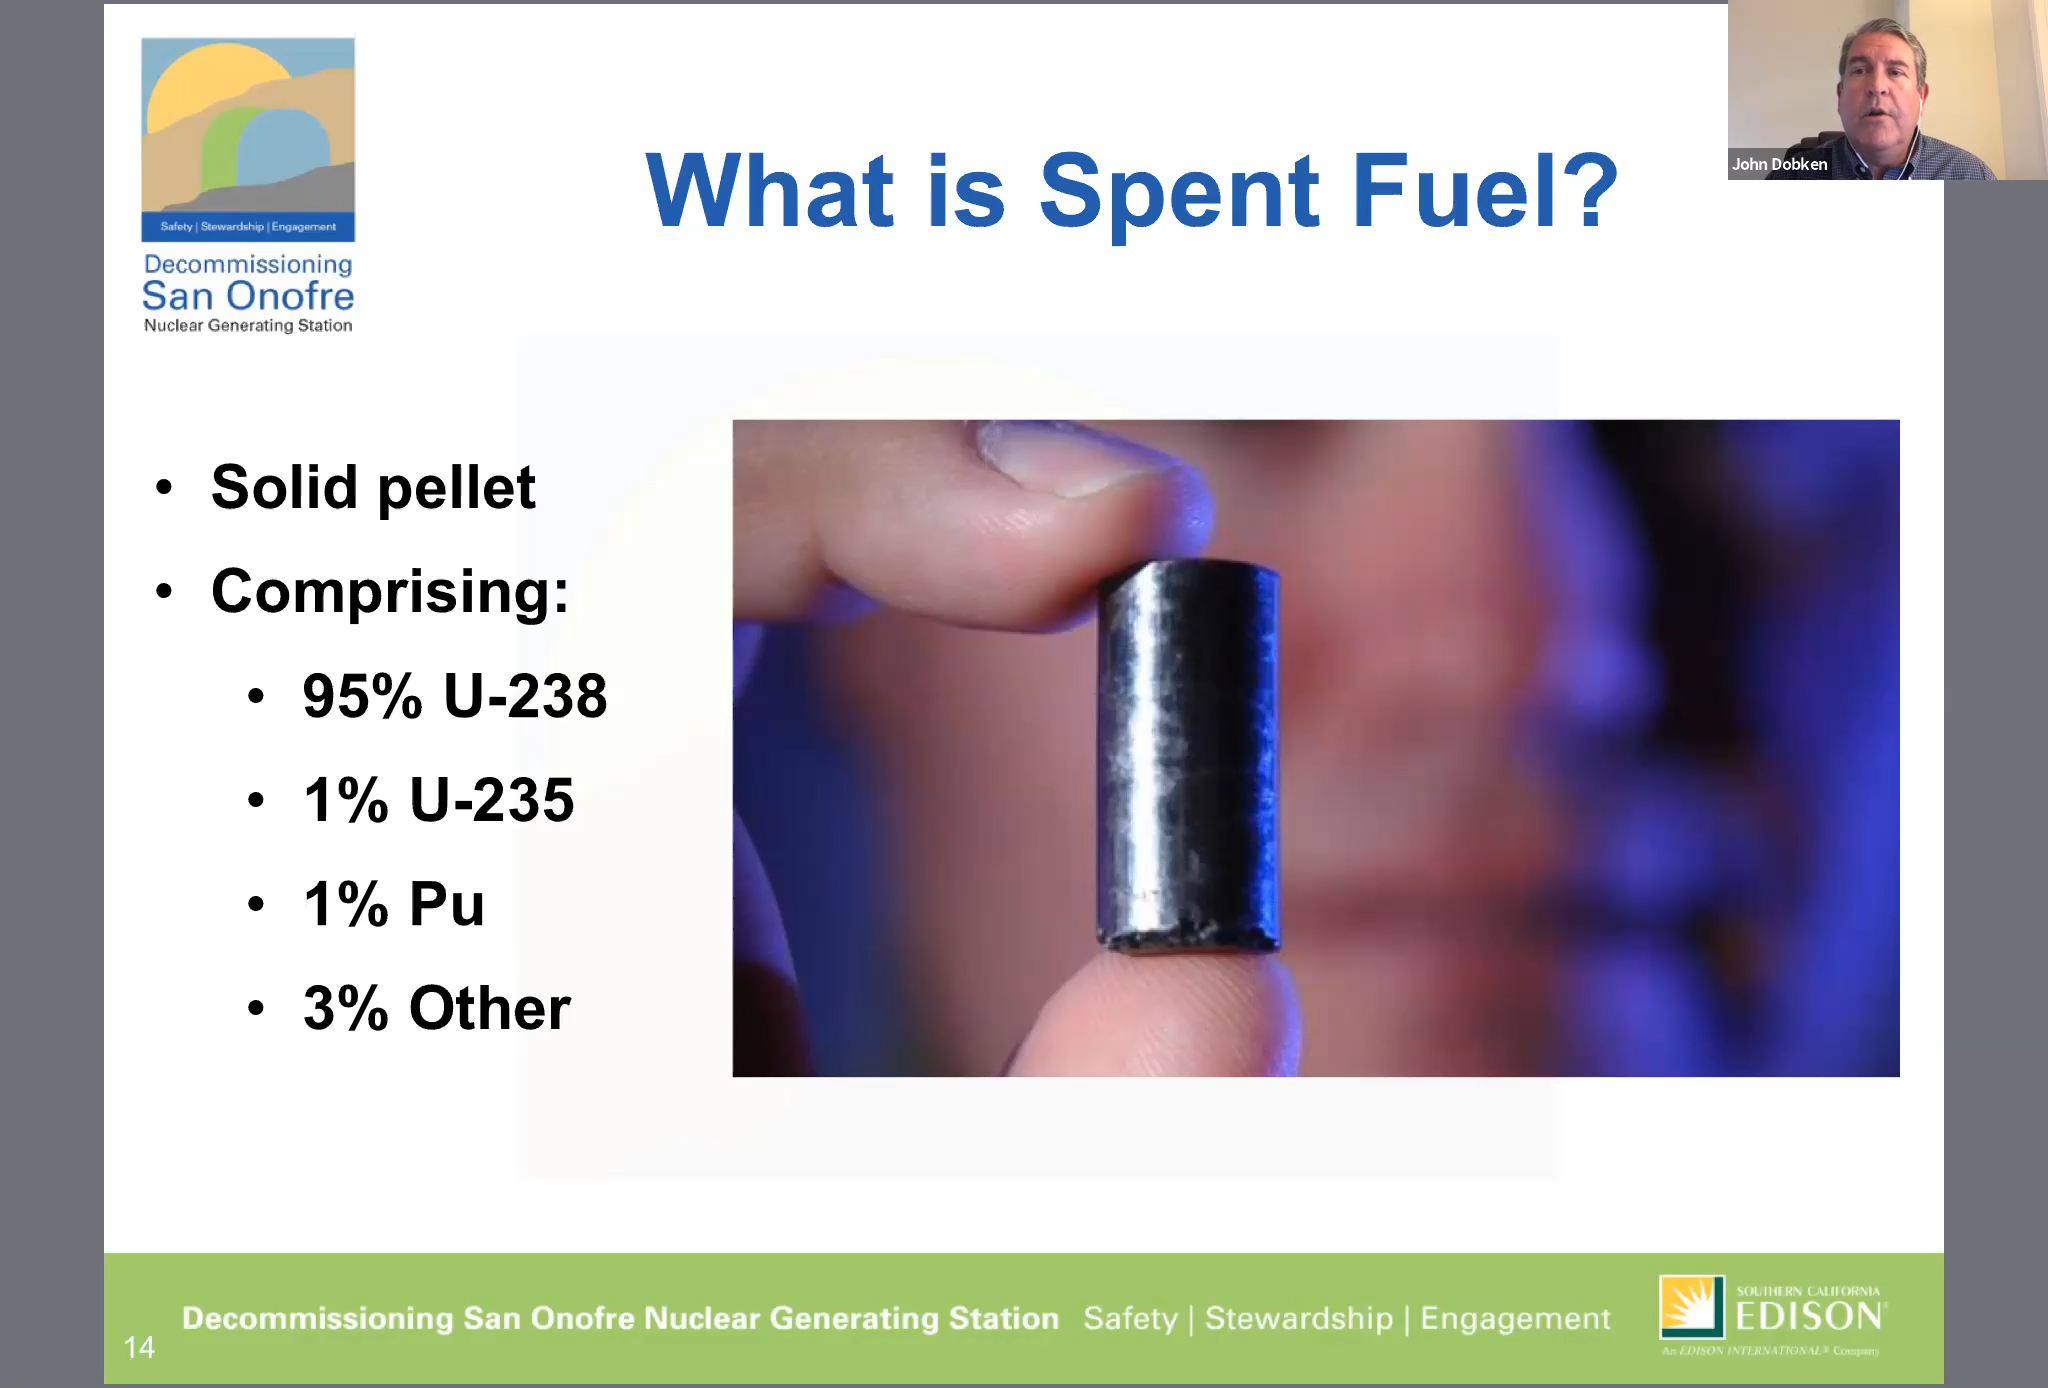 Safety | Stewardship | Engagement
Decommissioning
San Onofre
Nuclear Generating Station
What is Spent Fuel?
John Dobken
• Solid pellet
• Comprising:
• 95% U-238
• 1% U-235
• 1% Pu
• 3% Other
Decommissioning San Onofre Nuclear Generating Station Safety | Stewardship | Engagement
14
SOUTHERN CALIFORNIA
EDISON®
An EDISON INTERNATIONAL® Company